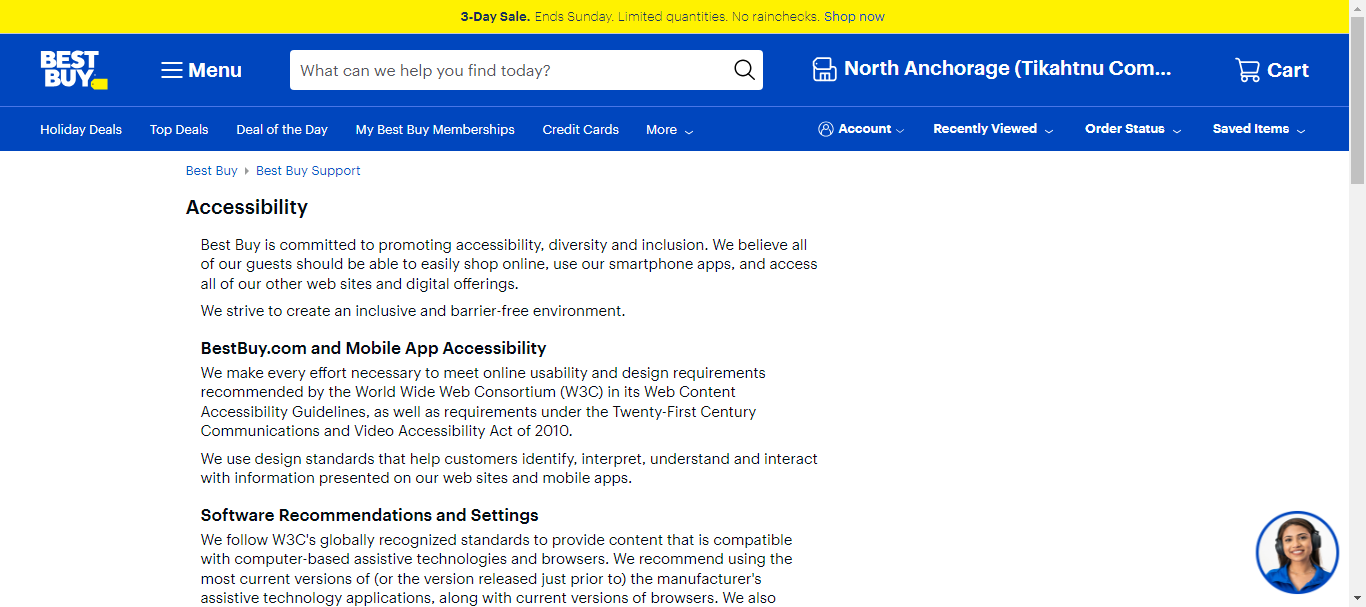 3-Day Sale. Ends Sunday. Limited quantities. No rainchecks. Shop now
BEST
BUY
Menu
What can we help you find today?
North Anchorage (Tikahtnu Com...
Cart
Holiday Deals
Top Deals
Deal of the Day
My Best Buy Memberships
Credit Cards
More
Account
Recently Viewed
Order Status
Saved Items
Best Buy
Best Buy Support
Accessibility
Best Buy is committed to promoting accessibility, diversity and inclusion. We believe all
of our guests should be able to easily shop online, use our smartphone apps, and access
all of our other web sites and digital offerings.
We strive to create an inclusive and barrier-free environment.
BestBuy.com and Mobile App Accessibility
We make every effort necessary to meet online usability and design requirements
recommended by the World Wide Web Consortium (W3C) in its Web Content
Accessibility Guidelines, as well as requirements under the Twenty-First Century
Communications and Video Accessibility Act of 2010.
We use design standards that help customers identify, interpret, understand and interact
with information presented on our web sites and mobile apps.
Software Recommendations and Settings
We follow W3C's globally recognized standards to provide content that is compatible
with computer-based assistive technologies and browsers. We recommend using the
most current versions of (or the version released just prior to) the manufacturer's
assistive technology applications, along with current versions of browsers. We also